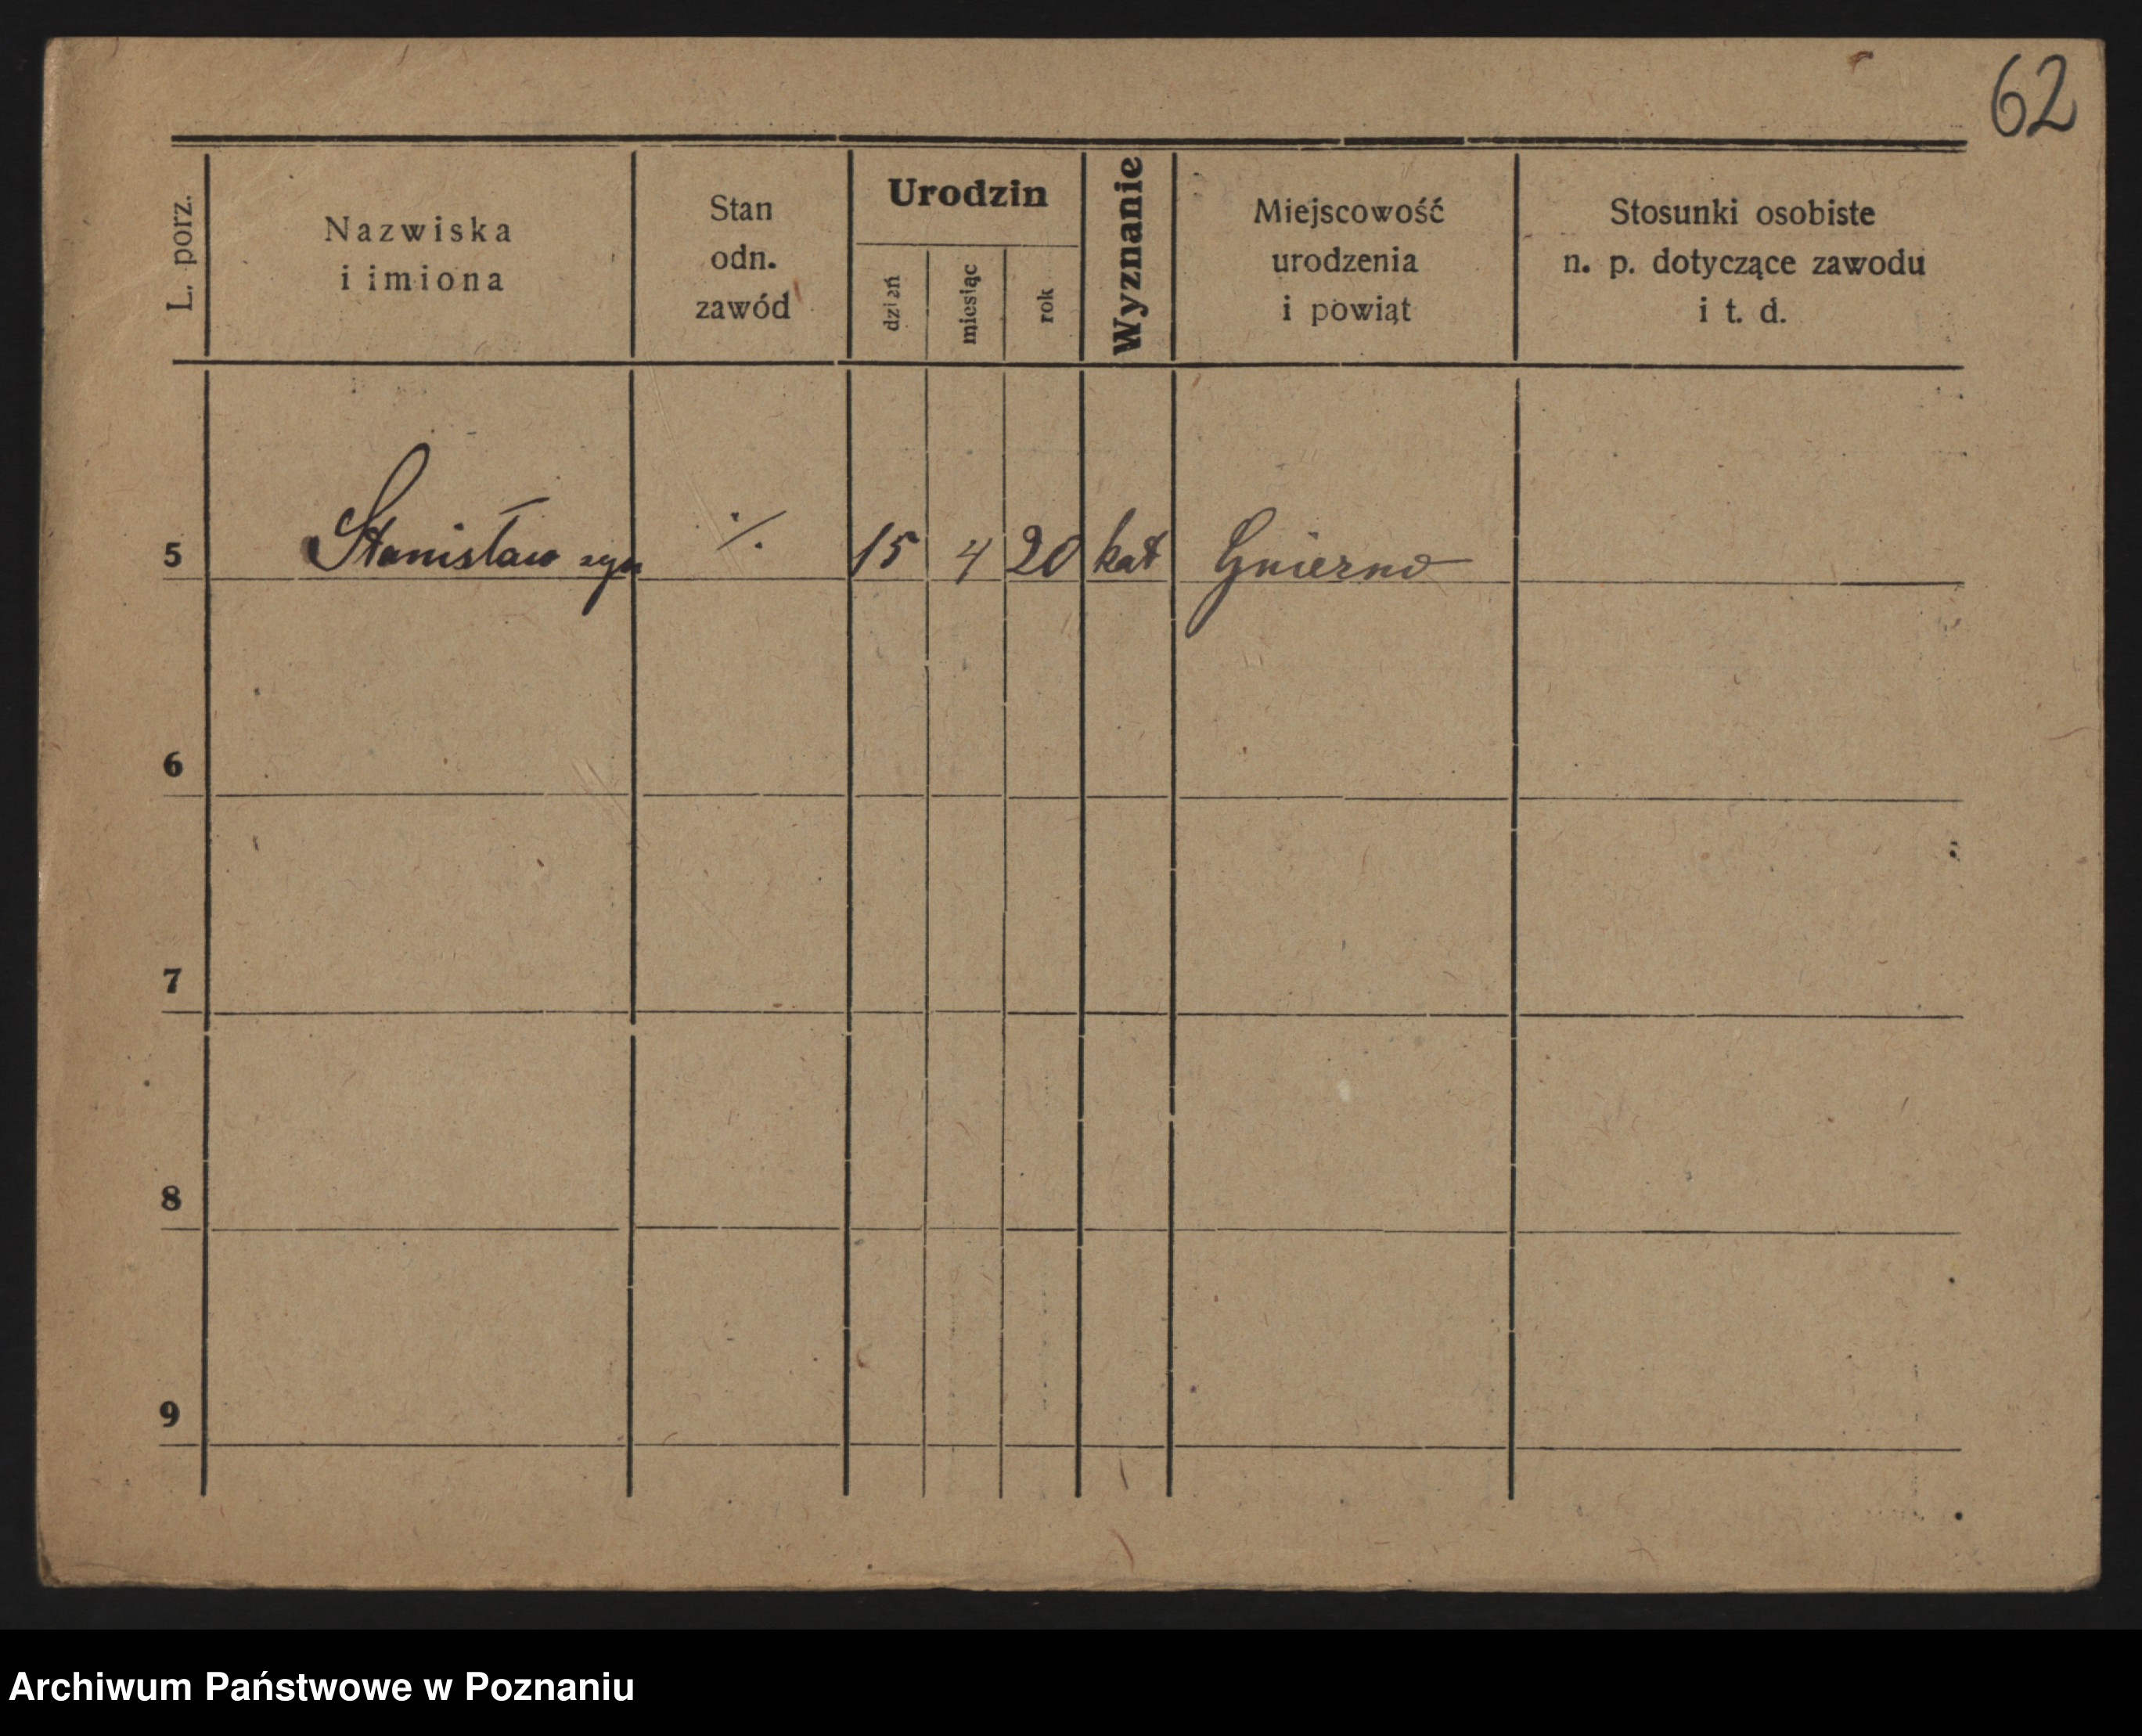 62
L. porz.
Nazwiska
i imiona
Stan
odn.
zawód
Urodzin
dzień
miesiąc
rok
Wyznanie
Miejscowość
urodzenia
i powiąt
Stosunki osobiste
n. p. dotyczące zawodu
i t. d.
5 Stanisław syn ./. 15 4 20 kat Gniezno
6
7
8
9
Archiwum Państwowe w Poznaniu